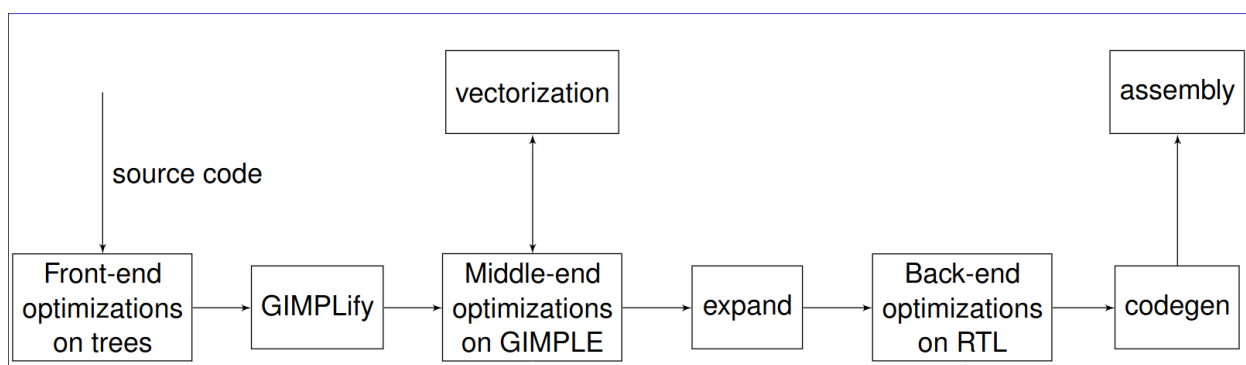 vectorization
assembly
source code
Front-end
optimizations
on trees
GIMPLify
Middle-end
optimizations
on GIMPLE
expand
Back-end
optimizations
on RTL
codegen